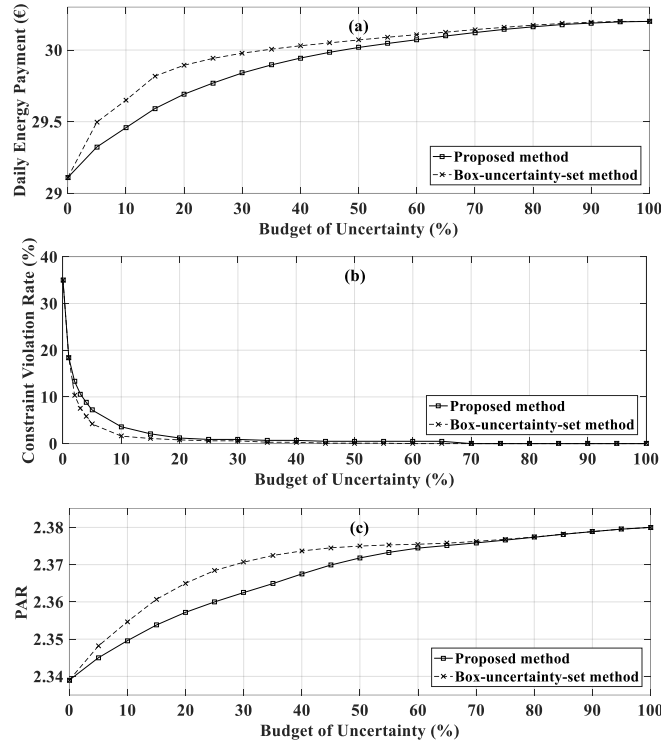 (a)
Daily Energy Payment (€)
30
29.5
29
Proposed method
Box-uncertainty-set method
0 10 20 30 40 50 60 70 80 90 100
Budget of Uncertainty (%)
(b)
Constraint Violation Rate (%)
40
30
20
10
0
Proposed method
Box-uncertainty-set method
0 10 20 30 40 50 60 70 80 90 100
Budget of Uncertainty (%)
(c)
PAR
2.38
2.37
2.36
2.35
2.34
Proposed method
Box-uncertainty-set method
0 10 20 30 40 50 60 70 80 90 100
Budget of Uncertainty (%)